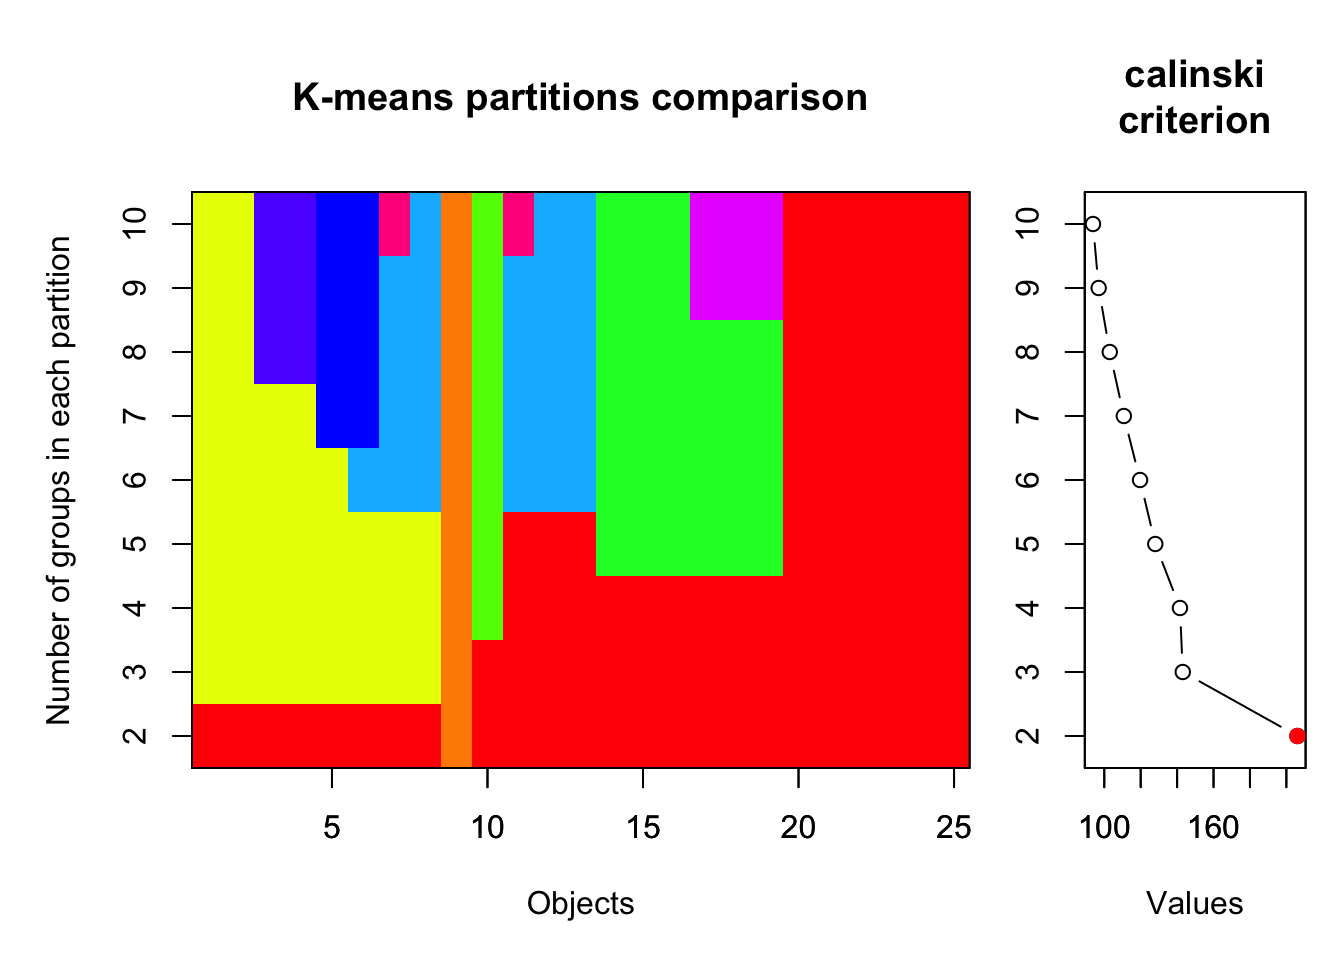 K-means partitions comparison
calinski
criterion
Number of groups in each partition
10
9
8
7
6
5
4
3
2
5 10 15 20 25
Objects
10
9
8
7
6
5
4
3
2
100 160
Values